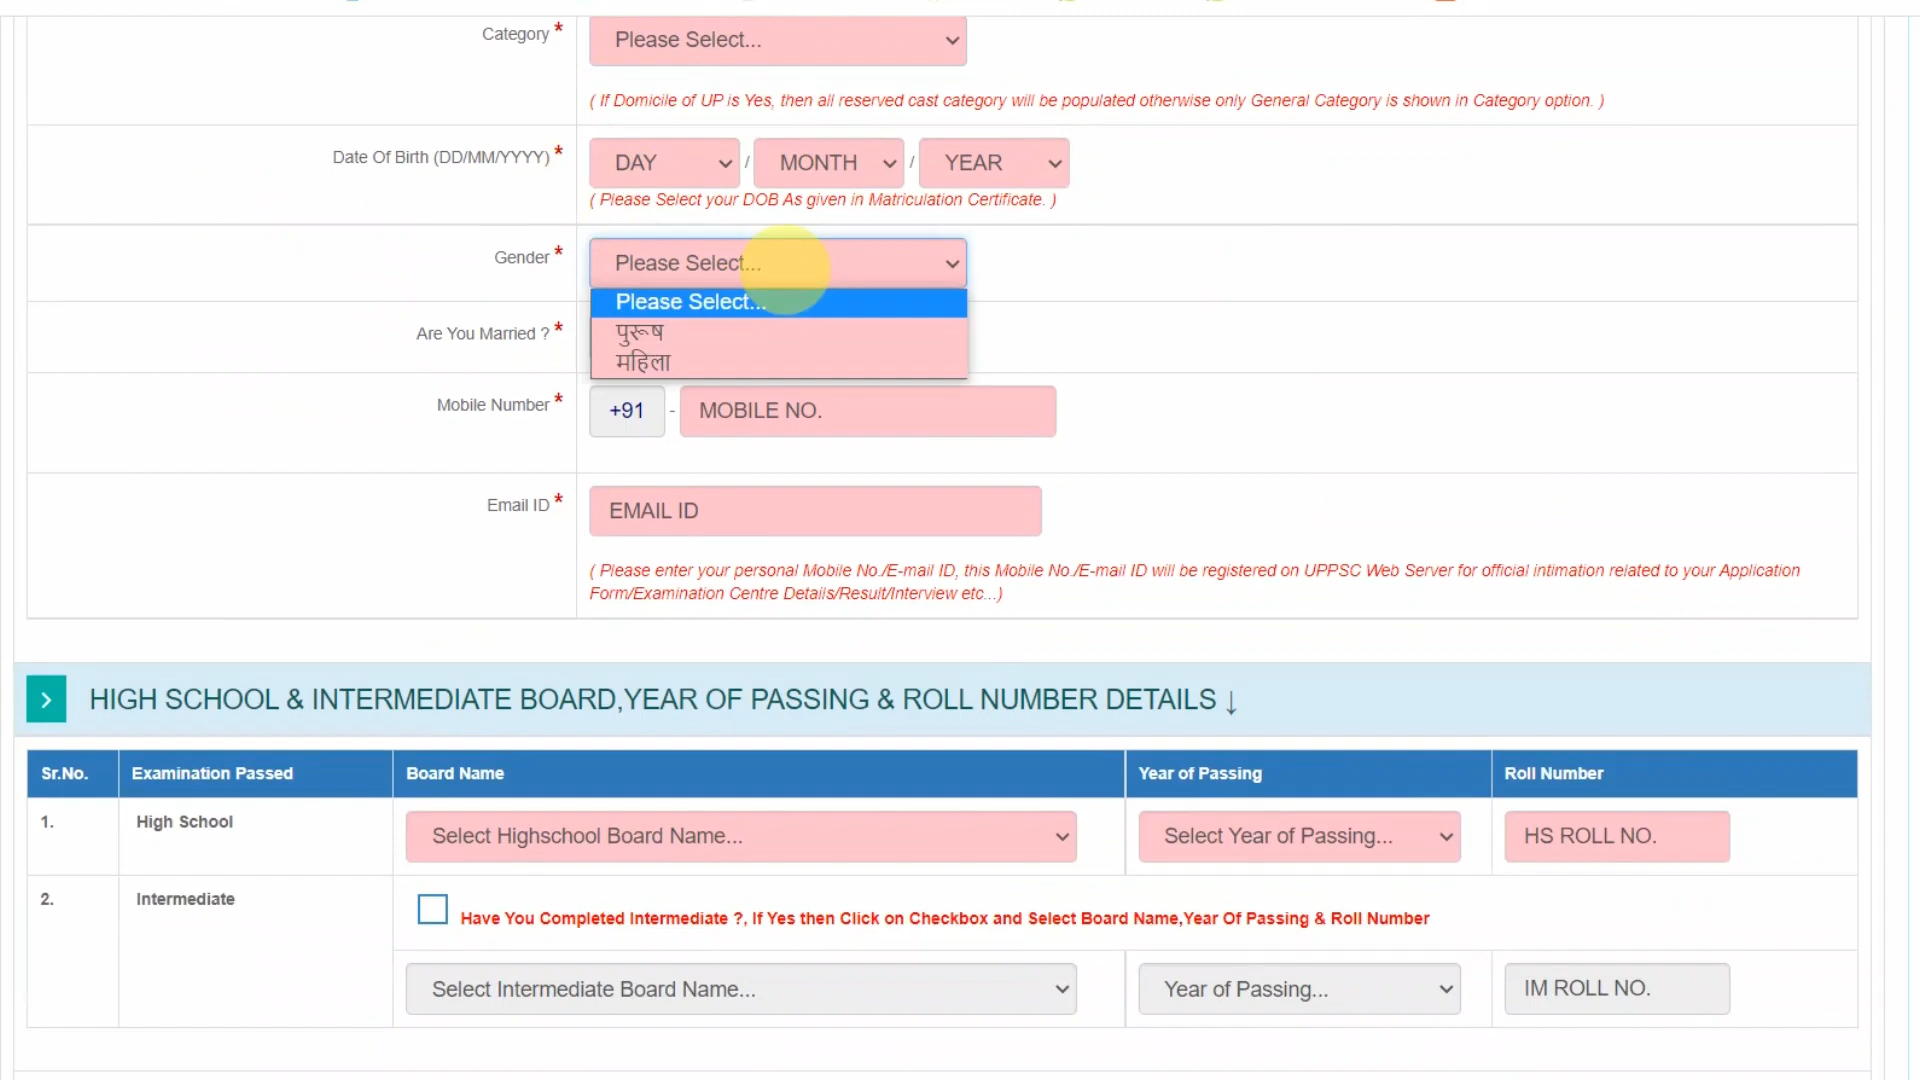 Category *
Please Select...
( If Domicile of UP is Yes, then all reserved cast category will be populated otherwise only General Category is shown in Category option. )
Date Of Birth (DD/MM/YYYY) *
DAY / MONTH / YEAR
( Please Select your DOB As given in Matriculation Certificate. )
Gender *
Please Select...
Please Select...
पुरूष
महिला
Are You Married ? *
Mobile Number *
+91 - MOBILE NO.
Email ID *
EMAIL ID
( Please enter your personal Mobile No./E-mail ID, this Mobile No./E-mail ID will be registered on UPPSC Web Server for official intimation related to your Application
Form/Examination Centre Details/Result/Interview etc...)
HIGH SCHOOL & INTERMEDIATE BOARD,YEAR OF PASSING & ROLL NUMBER DETAILS ↓
Sr.No. Examination Passed Board Name Year of Passing Roll Number
1. High School Select Highschool Board Name... Select Year of Passing... HS ROLL NO.
2. Intermediate Have You Completed Intermediate ?, If Yes then Click on Checkbox and Select Board Name,Year Of Passing & Roll Number
Select Intermediate Board Name... Year of Passing... IM ROLL NO.